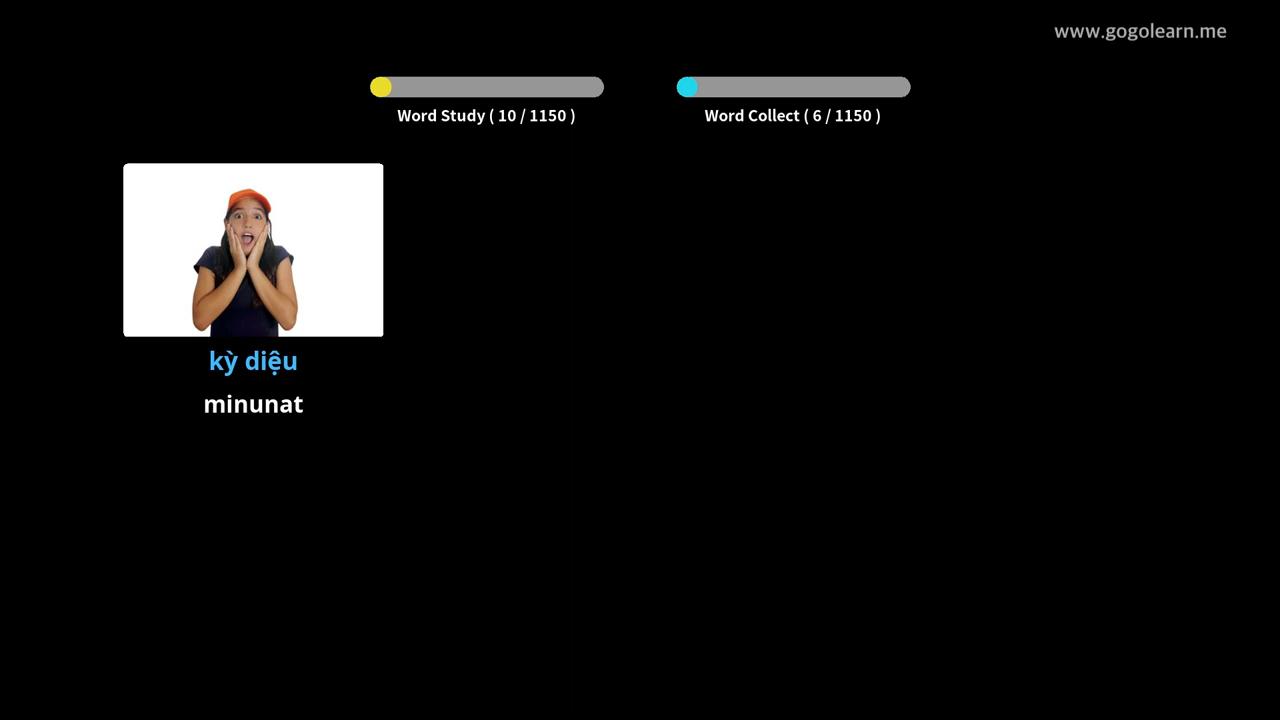 www.gogolearn.me
Word Study ( 10 / 1150 )
Word Collect ( 6 / 1150 )
kỳ diệu
minunat